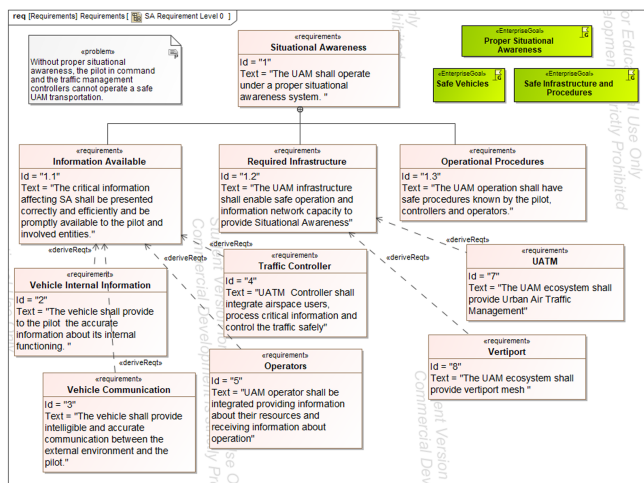 req [Requirements] Requirements [ SA Requirement Level 0 ]
«problem»
Without proper situational
awareness, the pilot in command
and the traffic management
controllers cannot operate a safe
UAM transportation.
«requirement»
Situational Awareness
Id = "1"
Text = "The UAM shall operate
under a proper situational
awareness system. "
«EnterpriseGoal»
Proper Situational
Awareness
«EnterpriseGoal»
Safe Vehicles
«EnterpriseGoal»
Safe Infrastructure and
Procedures
«requirement»
Information Available
Id = "1.1"
Text = "The critical information
affecting SA shall be presented
correctly and efficiently and be
promptly available to the pilot and
involved entities."
«requirement»
Required Infrastructure
Id = "1.2"
Text = "The UAM infrastructure
shall enable safe operation and
information network capacity to
provide Situational Awareness"
«requirement»
Operational Procedures
Id = "1.3"
Text = "The UAM operation shall have
safe procedures known by the pilot,
controllers and operators."
«deriveReqt»
«deriveReqt»
«deriveReqt»
«requirement»
Vehicle Internal Information
Id = "2"
Text = "The vehicle shall provide
to the pilot the accurate
information about its internal
functioning. "
«requirement»
Traffic Controller
Id = "4"
Text = "UATM Controller shall
integrate airspace users,
process critical information and
control the traffic safely"
«requirement»
UATM
Id = "7"
Text = "The UAM ecosystem shall
provide Urban Air Traffic
Management"
«deriveReqt»
«deriveReqt»
«deriveReqt»
«deriveReqt»
«requirement»
Vehicle Communication
Id = "3"
Text = "The vehicle shall provide
intelligible and accurate
communication between the
external environment and the
pilot."
«requirement»
Operators
Id = "5"
Text = "UAM operator shall be
integrated providing information
about their resources and
receiving information about
operation"
«requirement»
Vertiport
Id = "8"
Text = "The UAM ecosystem shall
provide vertiport mesh "